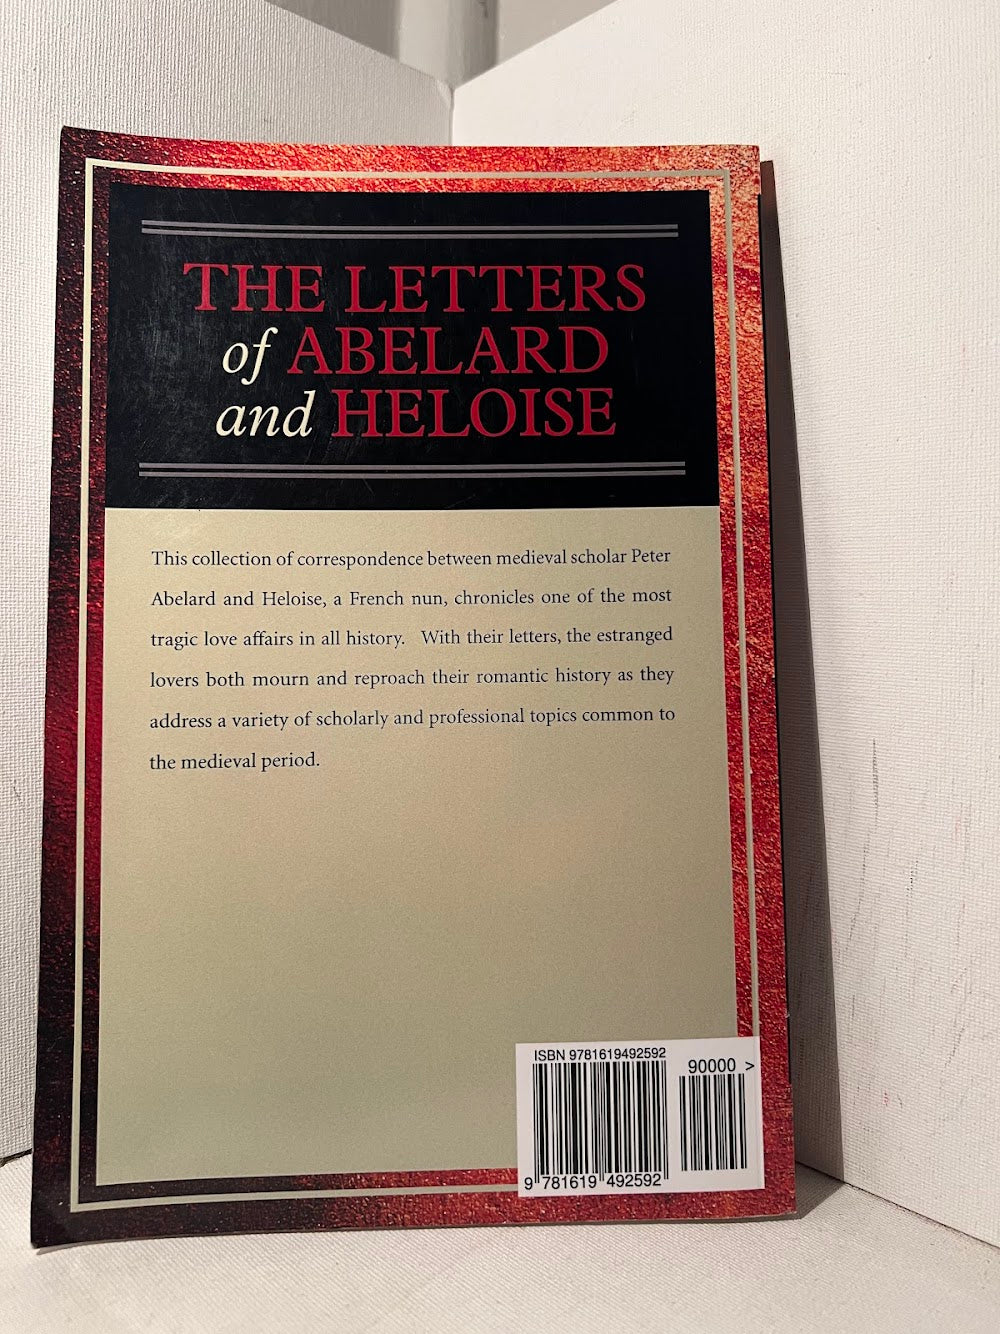 THE LETTERS
of ABELARD
and HELOISE
This collection of correspondence between medieval scholar Peter
Abelard and Heloise, a French nun, chronicles one of the most
tragic love affairs in all history. With their letters, the estranged
lovers both mourn and reproach their romantic history as they
address a variety of scholarly and professional topics common to
the medieval period.
ISBN 9781619492592
90000 >
9 781619 492592